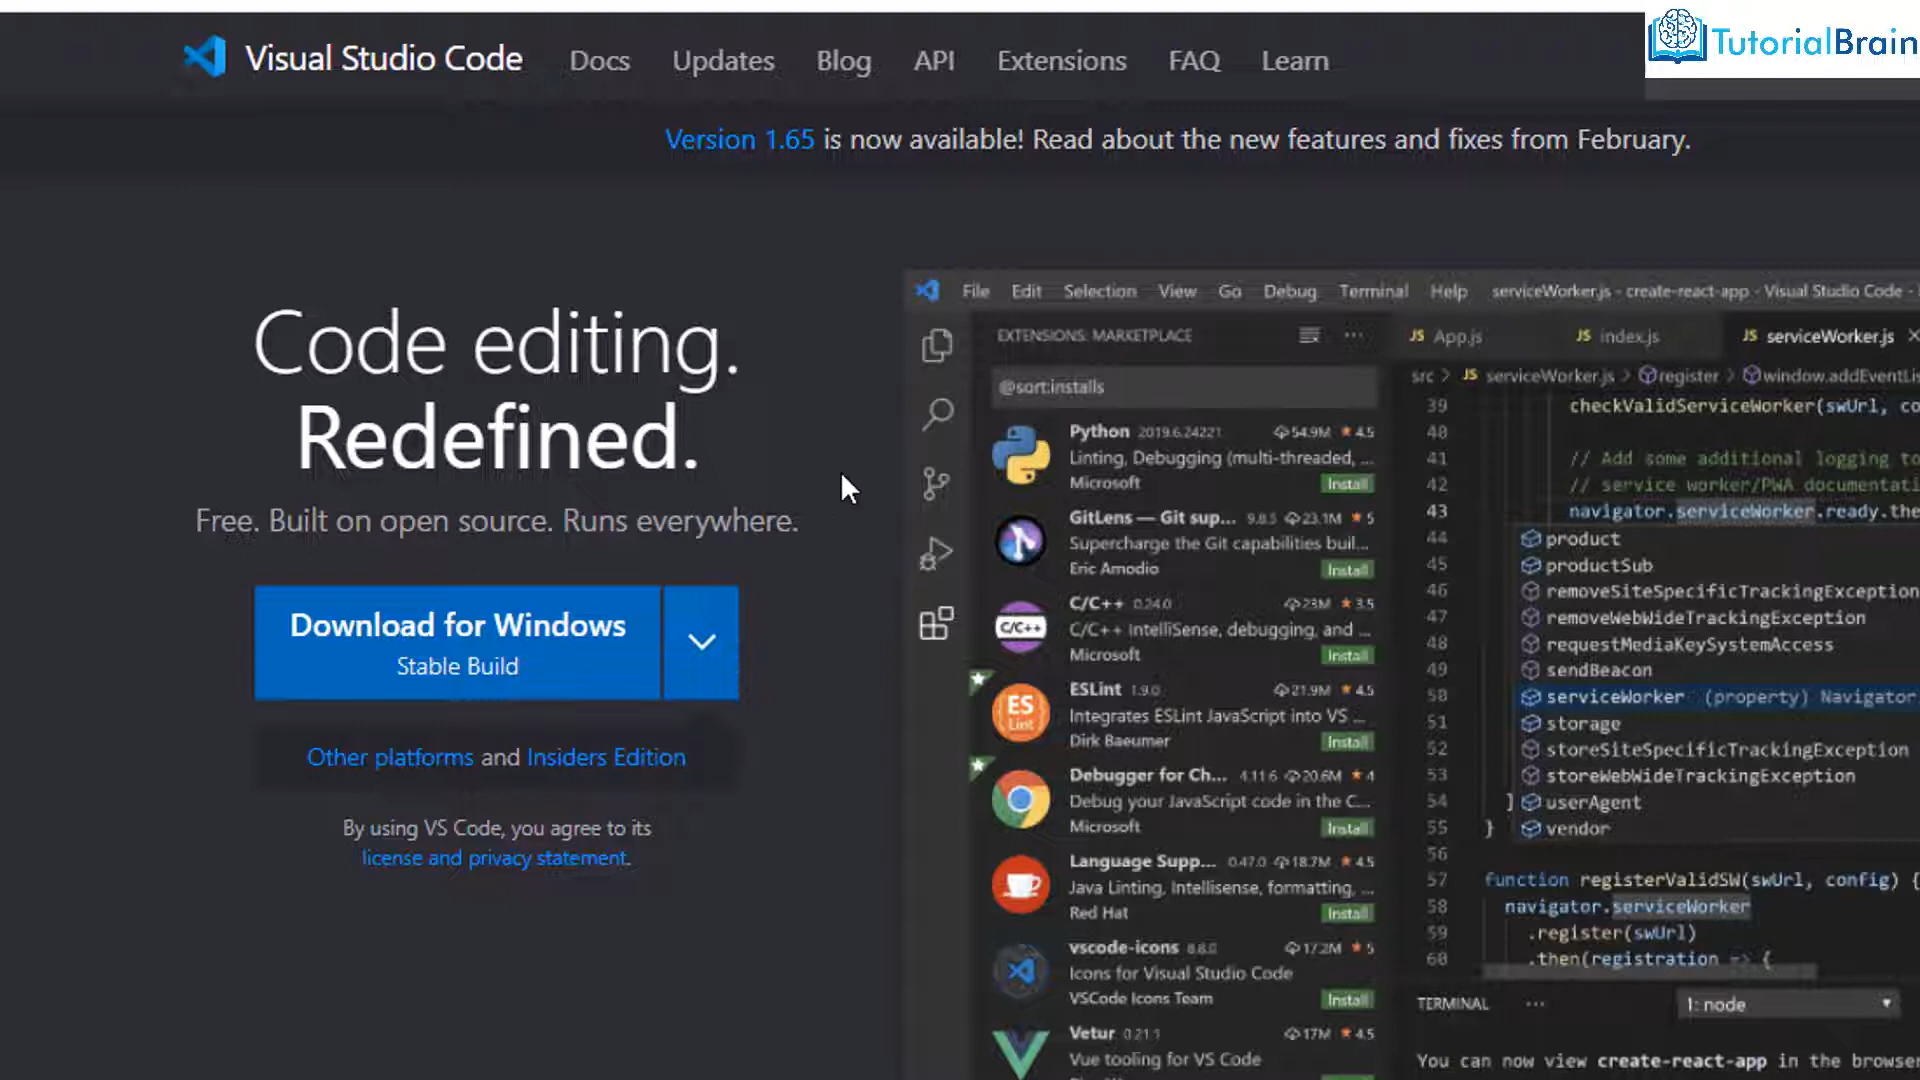 Visual Studio Code Docs Updates Blog API Extensions FAQ Learn
TutorialBrain
Version 1.65 is now available! Read about the new features and fixes from February.
Code editing.
Redefined.
Free. Built on open source. Runs everywhere.
Download for Windows
Stable Build
Other platforms and Insiders Edition
By using VS Code, you agree to its
license and privacy statement.
File Edit Selection View Go Debug Terminal Help serviceWorker.js - create-react-app - Visual Studio Code -
EXTENSIONS: MARKETPLACE ...
@sort:installs
Python 2019.6.24221 54.9M 4.5
Linting, Debugging (multi-threaded, ...
Microsoft Install
GitLens — Git sup... 9.8.5 23.1M 5
Supercharge the Git capabilities buil...
Eric Amodio Install
C/C++
C/C++ 0.24.0 23M 3.5
C/C++ IntelliSense, debugging, and ...
Microsoft Install
ES
Lint
ESLint 1.9.0 21.9M 4.5
Integrates ESLint JavaScript into VS ...
Dirk Baeumer Install
Debugger for Ch... 4.11.6 20.6M 4
Debug your JavaScript code in the C...
Microsoft Install
Language Supp... 0.47.0 18.7M 4.5
Java Linting, Intellisense, formatting, ...
Red Hat Install
vscode-icons 8.8.0 17.2M 5
Icons for Visual Studio Code
VSCode Icons Team Install
Vetur 0.21.1 17M 4.5
Vue tooling for VS Code
JS App.js JS index.js JS serviceWorker.js
src > JS serviceWorker.js > register > window.addEventLis
39 checkValidServiceWorker(swUrl, co
40
41 // Add some additional logging to
42 // service worker/PWA documentati
43 navigator.serviceWorker.ready.the
44 product
45 productSub
46 removeSiteSpecificTrackingException
47 removeWebWideTrackingException
48 requestMediaKeySystemAccess
49 sendBeacon
50 serviceWorker (property) Navigator.
51 storage
52 storeSiteSpecificTrackingException
53 storeWebWideTrackingException
54 ] userAgent
55 } vendor
56
57 function registerValidSW(swUrl, config) {
58 navigator.serviceWorker
59 .register(swUrl)
60 .then(registration => {
TERMINAL ... 1: node
You can now view create-react-app in the browser